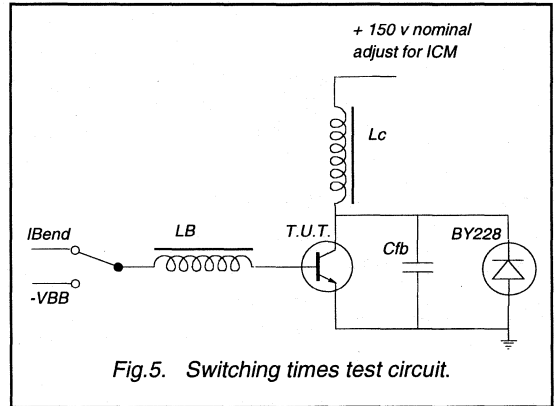 + 150 v nominal
adjust for ICM
Lc
IBend
LB
T.U.T.
Cfb
BY228
-VBB
Fig.5. Switching times test circuit.